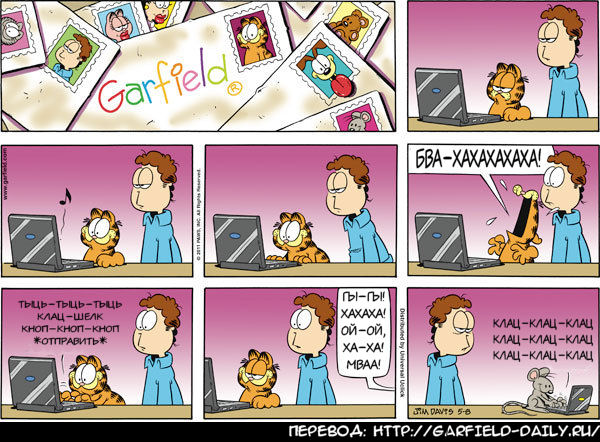 Garfield®
www.garfield.com
© 2011 PAWS, INC. All Rights Reserved.
БВА-ХАХАХАХАХА!
ТЫЦЬ-ТЫЦЬ-ТЫЦЬ
КЛАЦ-ШЕЛК
КНОП-КНОП-КНОП
*ОТПРАВИТЬ*
ГЫ-ГЫ!
ХАХАХА!
ОЙ-ОЙ,
ХА-ХА!
МВАА!
Distributed by Universal Uclick
КЛАЦ-КЛАЦ-КЛАЦ
КЛАЦ-КЛАЦ-КЛАЦ
КЛАЦ-КЛАЦ-КЛАЦ
JIM DAVIS 5-8
ПЕРЕВОД: HTTP://GARFIELD-DAILY.RU/